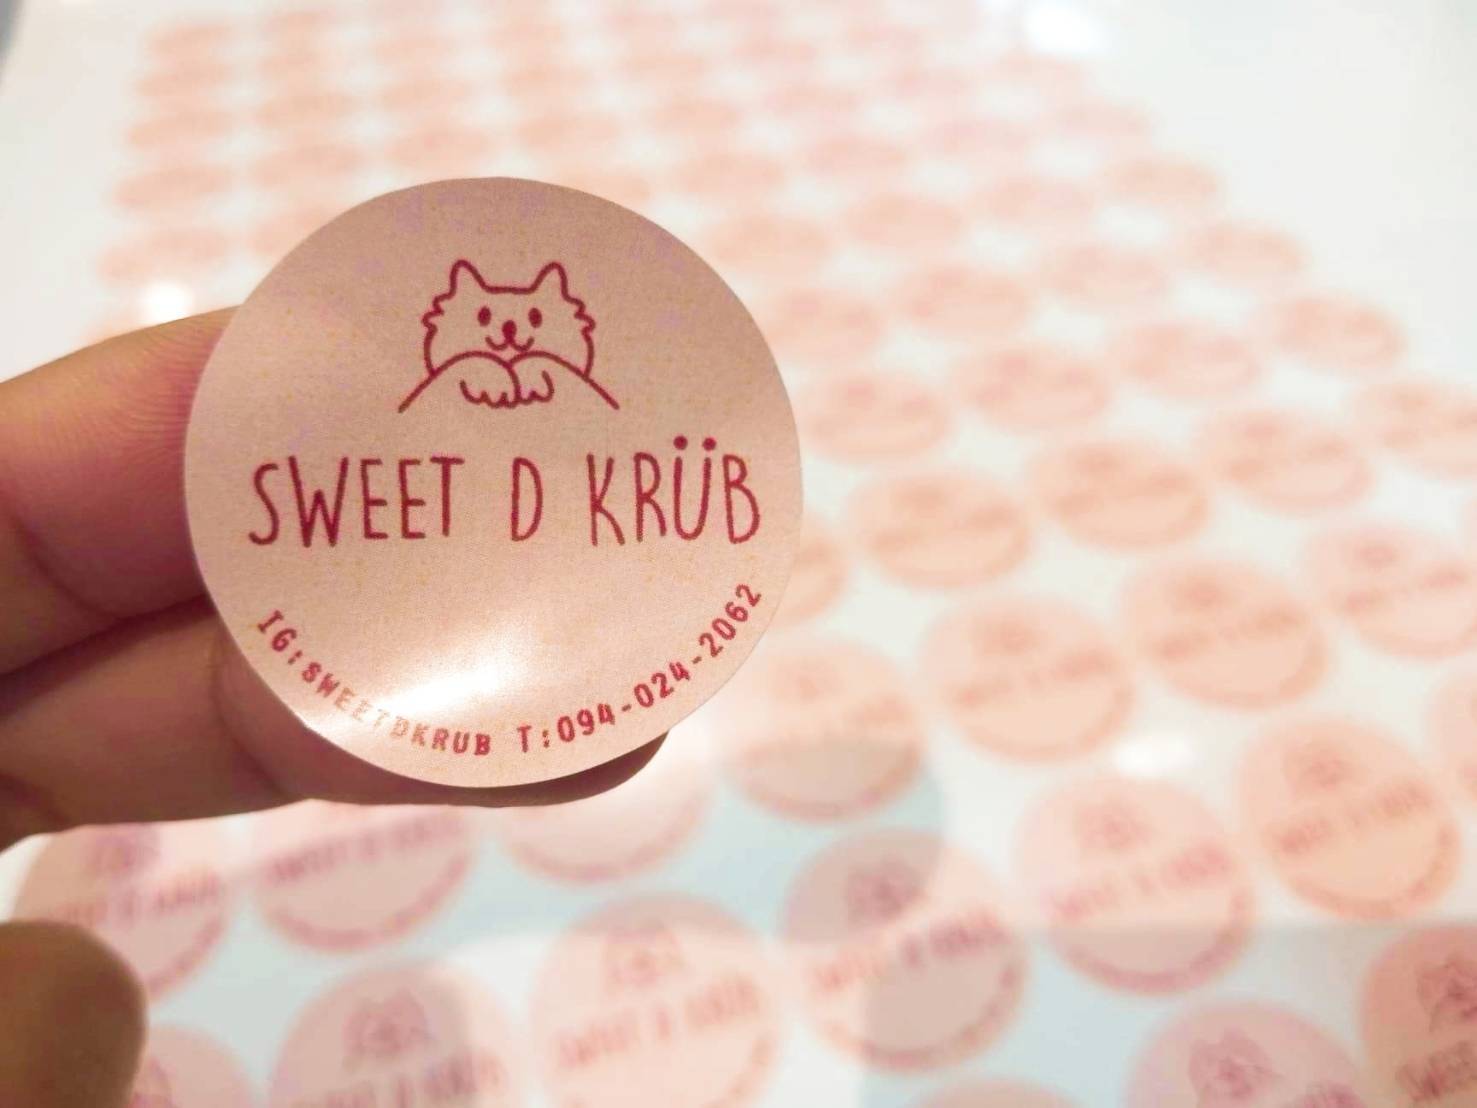 SWEET D KRÜB
IG:SWEETDKRUB T:094-024-2062